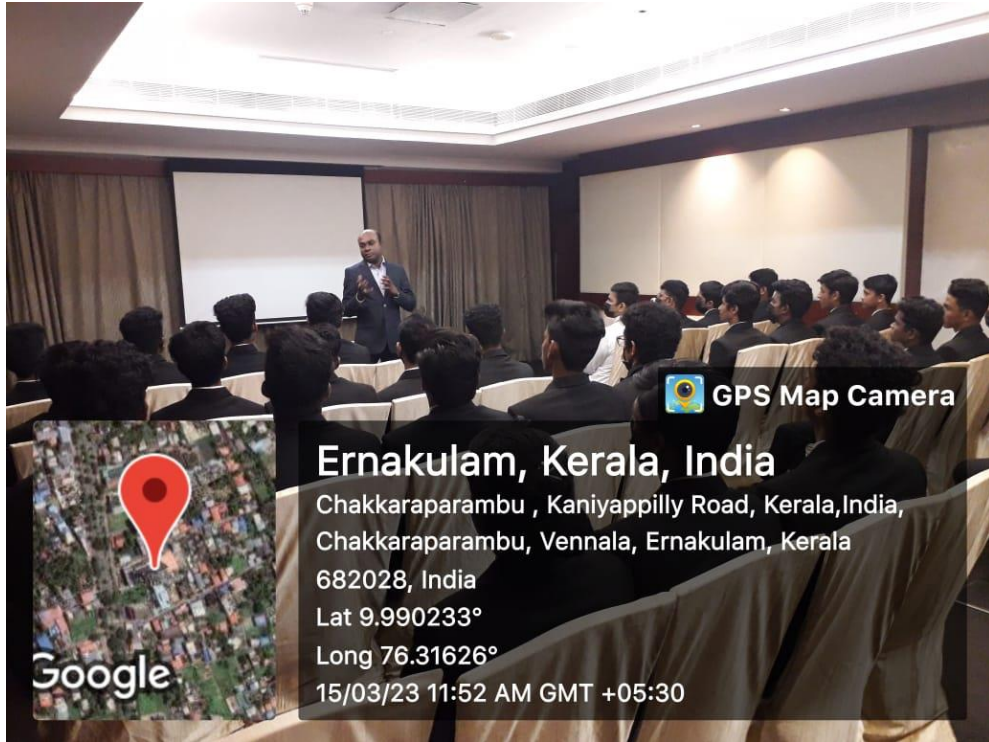 GPS Map Camera
Ernakulam, Kerala, India
Chakkaraparambu , Kaniyappilly Road, Kerala,India,
Chakkaraparambu, Vennala, Ernakulam, Kerala
682028, India
Lat 9.990233°
Long 76.31626°
15/03/23 11:52 AM GMT +05:30
Google